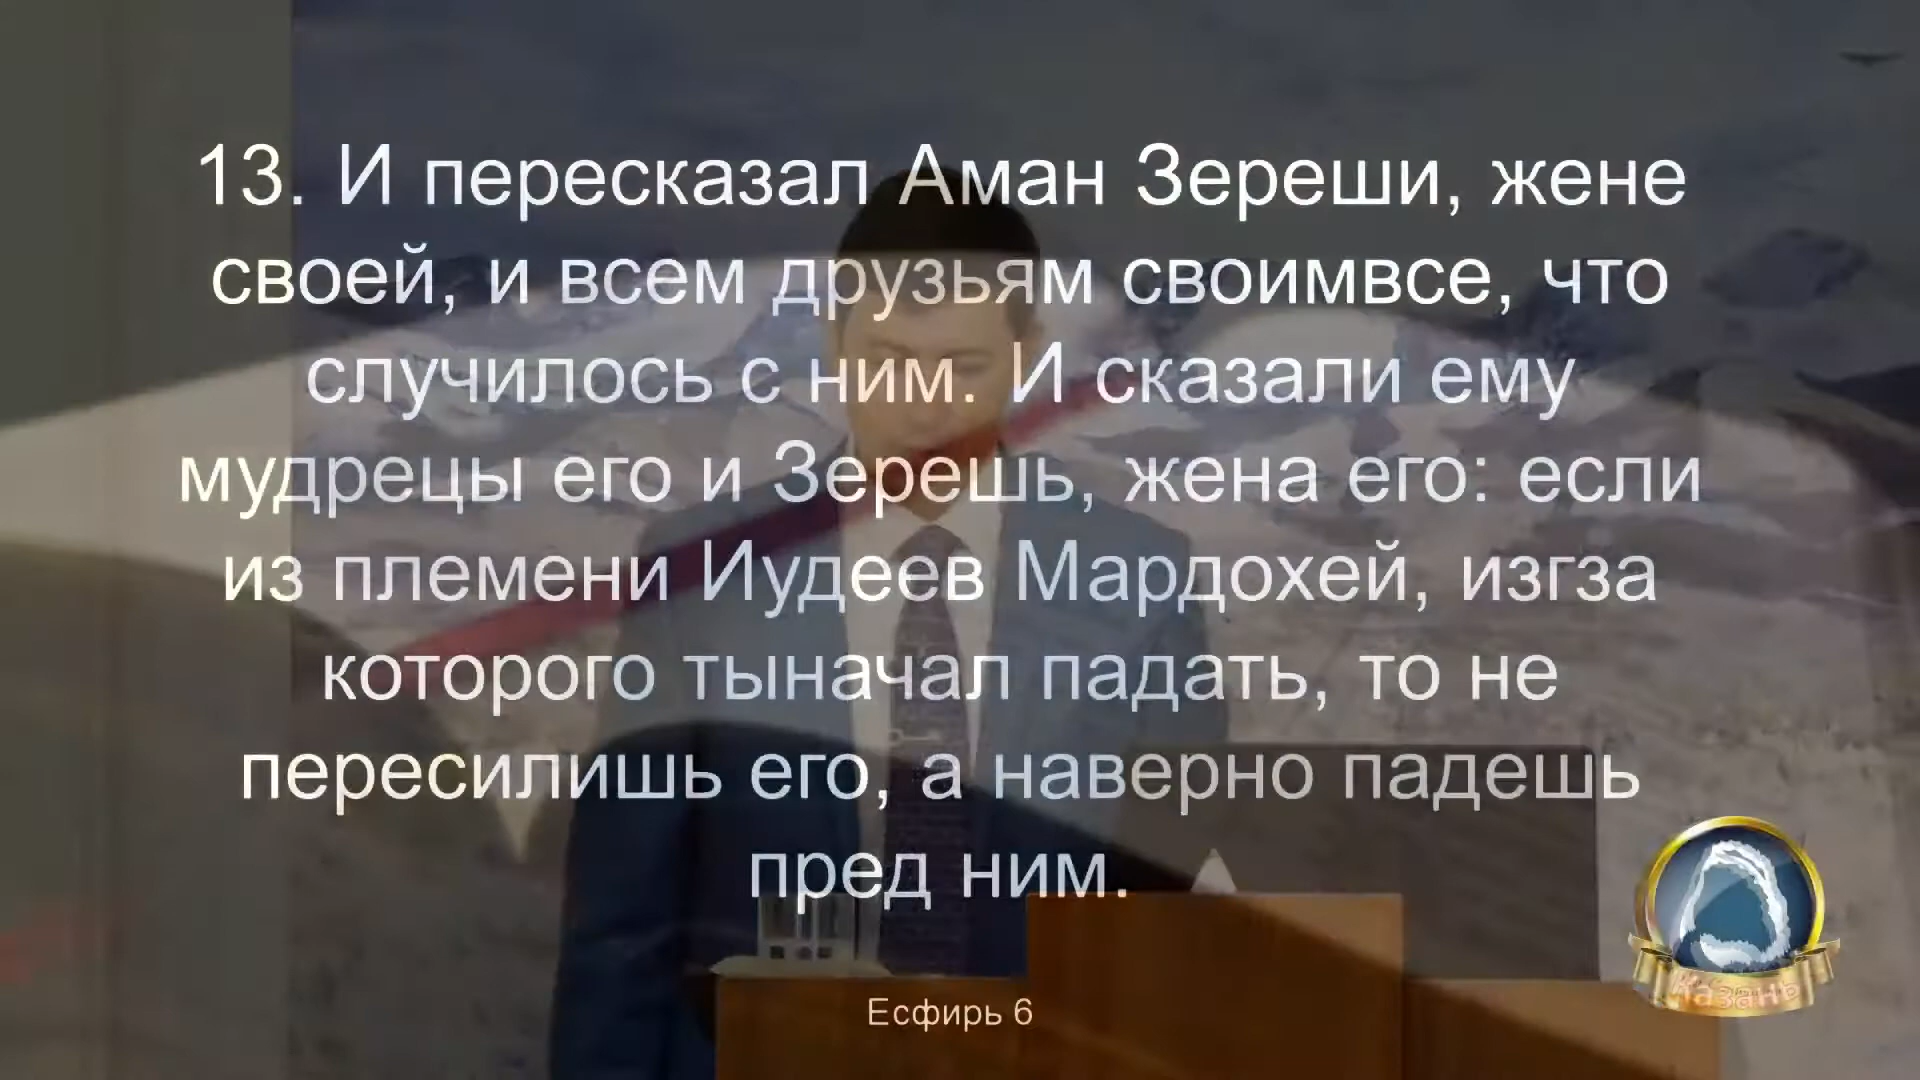 13. И пересказал Аман Зереши, жене
своей, и всем друзьям своимвсе, что
случилось с ним. И сказали ему
мудрецы его и Зерешь, жена его: если
из племени Иудеев Мардохей, изгза
которого тыначал падать, то не
пересилишь его, а наверно падешь
пред ним.
Есфирь 6
Казань